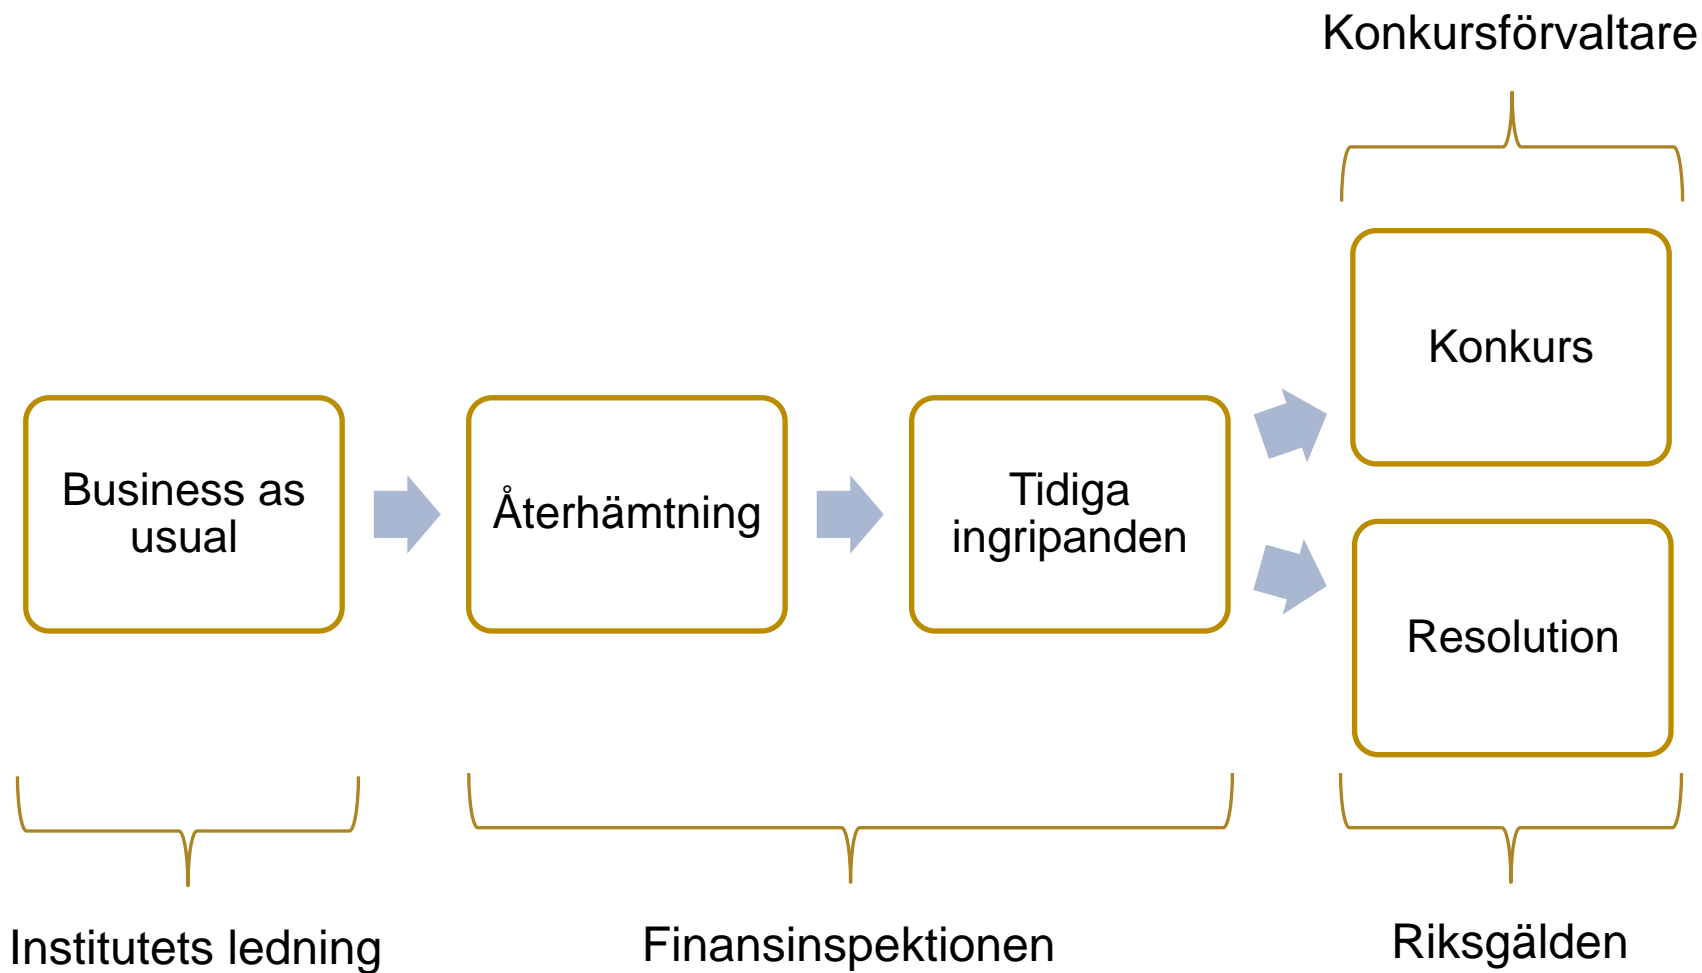 Konkursförvaltare
Konkurs
Business as
usual
Återhämtning
Tidiga
ingripanden
Resolution
Institutets ledning
Finansinspektionen
Riksgälden